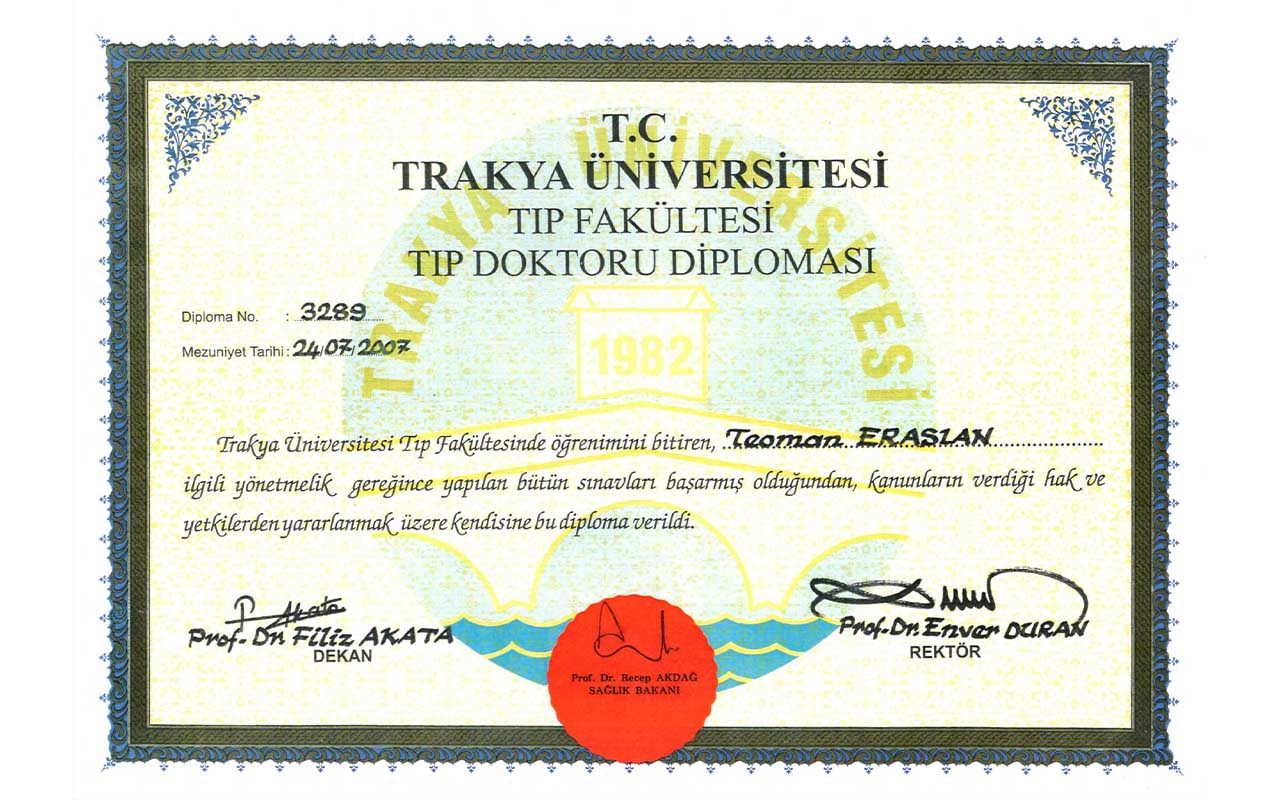 T.C.
TRAKYA ÜNİVERSİTESİ
TIP FAKÜLTESİ
TIP DOKTORU DİPLOMASI
TRAKYA ÜNİVERSİTESİ
1982
Diploma No. : 3289
Mezuniyet Tarihi : 24/07/2007
Trakya Üniversitesi Tıp Fakültesinde öğrenimini bitiren, Teoman ERASLAN
ilgili yönetmelik gereğince yapılan bütün sınavları başarmış olduğundan, kanunların verdiği hak ve
yetkilerden yararlanmak üzere kendisine bu diploma verildi.
F. Akata
Prof. Dr. Filiz AKATA
DEKAN
Prof. Dr. Enver DURAN
REKTÖR
Prof. Dr. Recep AKDAĞ
SAĞLIK BAKANI